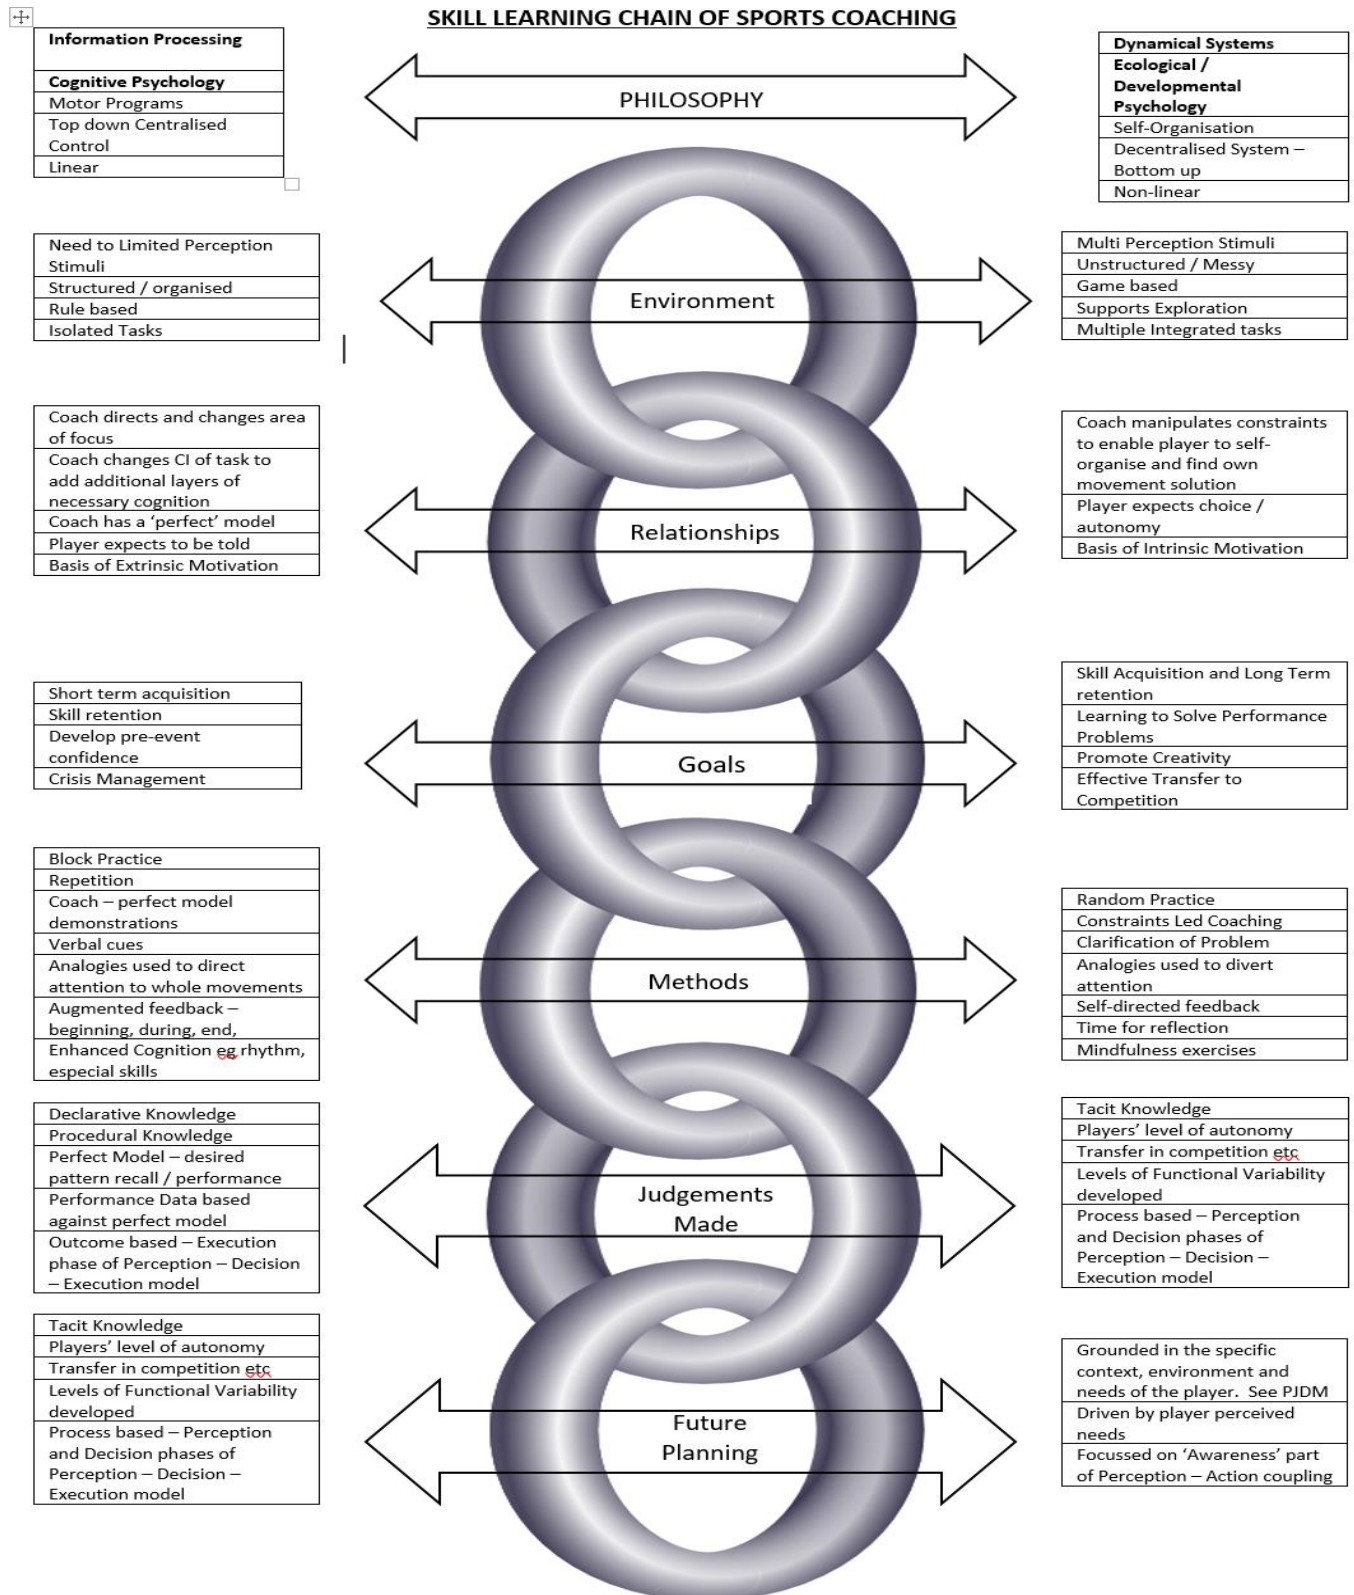 SKILL LEARNING CHAIN OF SPORTS COACHING
Information Processing
Cognitive Psychology
Motor Programs
Top down Centralised
Control
Linear
PHILOSOPHY
Dynamical Systems
Ecological /
Developmental
Psychology
Self-Organisation
Decentralised System –
Bottom up
Non-linear
Need to Limited Perception
Stimuli
Structured / organised
Rule based
Isolated Tasks
Environment
Multi Perception Stimuli
Unstructured / Messy
Game based
Supports Exploration
Multiple Integrated tasks
Coach directs and changes area
of focus
Coach changes CI of task to
add additional layers of
necessary cognition
Coach has a ‘perfect’ model
Player expects to be told
Basis of Extrinsic Motivation
Relationships
Coach manipulates constraints
to enable player to self-
organise and find own
movement solution
Player expects choice /
autonomy
Basis of Intrinsic Motivation
Short term acquisition
Skill retention
Develop pre-event
confidence
Crisis Management
Goals
Skill Acquisition and Long Term
retention
Learning to Solve Performance
Problems
Promote Creativity
Effective Transfer to
Competition
Block Practice
Repetition
Coach – perfect model
demonstrations
Verbal cues
Analogies used to direct
attention to whole movements
Augmented feedback –
beginning, during, end,
Enhanced Cognition eg rhythm,
especial skills
Methods
Random Practice
Constraints Led Coaching
Clarification of Problem
Analogies used to divert
attention
Self-directed feedback
Time for reflection
Mindfulness exercises
Declarative Knowledge
Procedural Knowledge
Perfect Model – desired
pattern recall / performance
Performance Data based
against perfect model
Outcome based – Execution
phase of Perception – Decision
– Execution model
Judgements
Made
Tacit Knowledge
Players’ level of autonomy
Transfer in competition etc
Levels of Functional Variability
developed
Process based – Perception
and Decision phases of
Perception – Decision –
Execution model
Tacit Knowledge
Players’ level of autonomy
Transfer in competition etc
Levels of Functional Variability
developed
Process based – Perception
and Decision phases of
Perception – Decision –
Execution model
Future
Planning
Grounded in the specific
context, environment and
needs of the player. See PJDM
Driven by player perceived
needs
Focussed on ‘Awareness’ part
of Perception – Action coupling